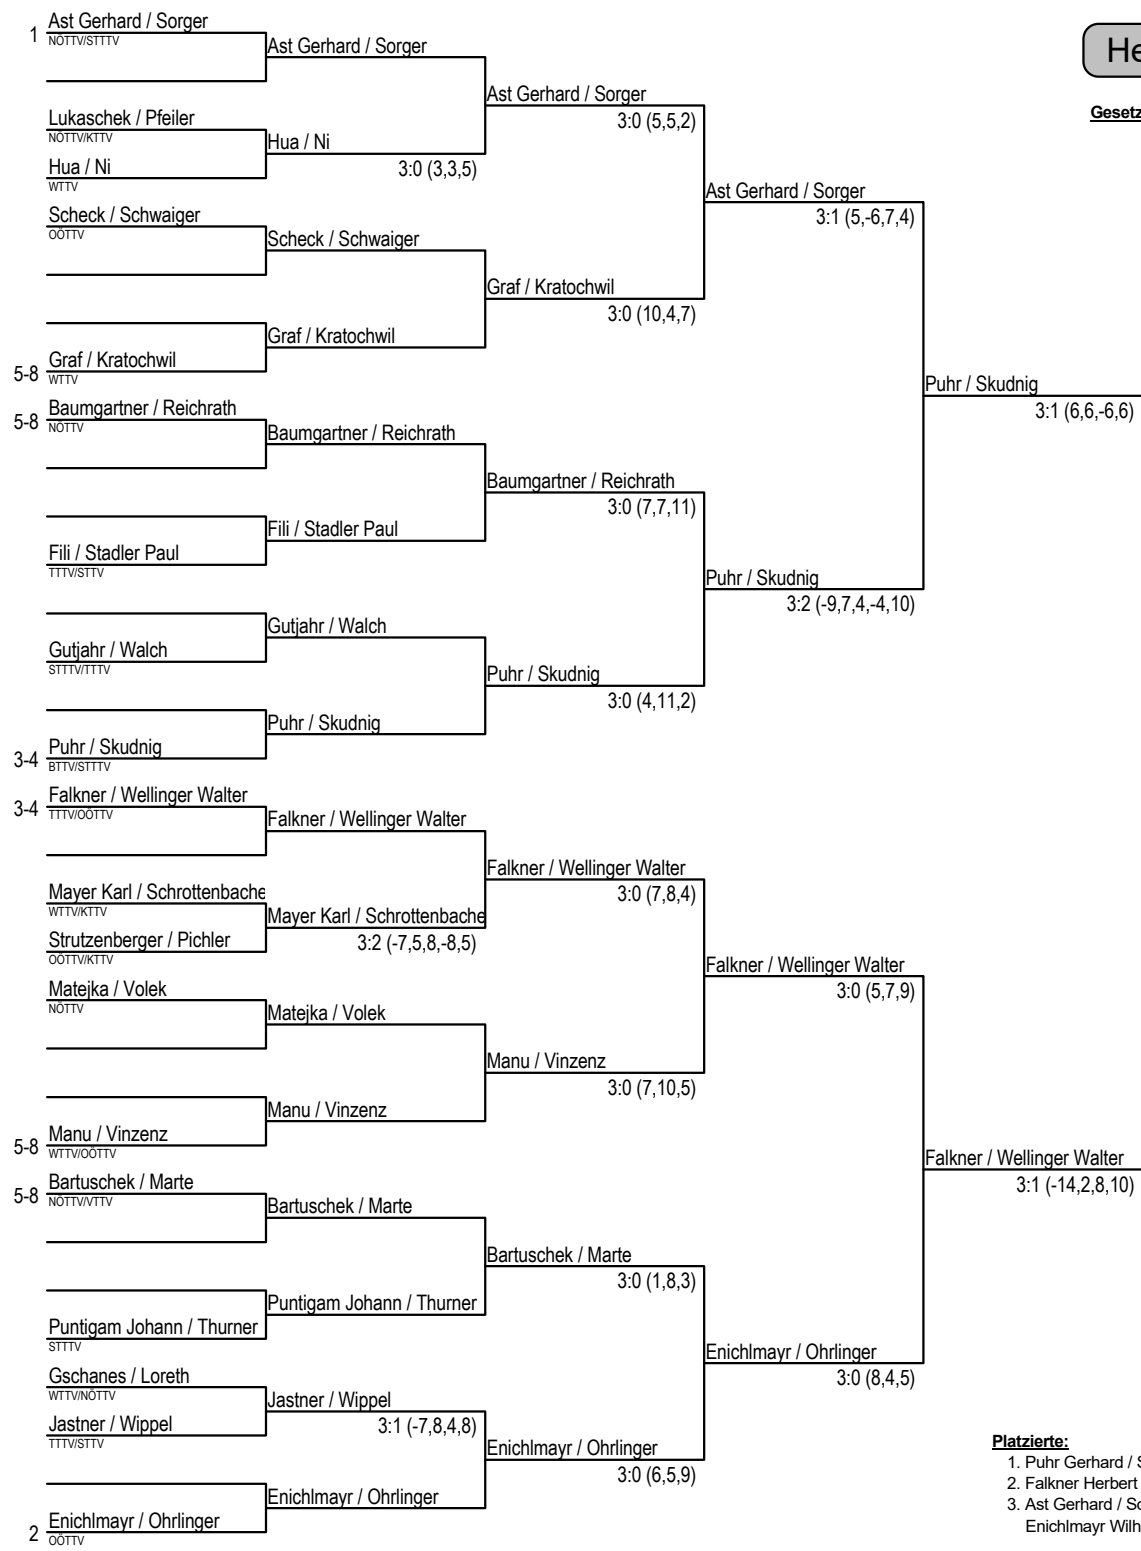 1
Ast Gerhard / Sorger
NÖTTV/STTTV
Lukaschek / Pfeiler
NÖTTV/KTTV
Hua / Ni
WTTV
Scheck / Schwaiger
OÖTTV
5-8
Graf / Kratochwil
WTTV
5-8
Baumgartner / Reichrath
NÖTTV
Fili / Stadler Paul
TTTV/STTV
Gutjahr / Walch
STTTV/TTTV
3-4
Puhr / Skudnig
BTTV/STTTV
3-4
Falkner / Wellinger Walter
TTTV/OÖTTV
Mayer Karl / Schrottenbache
WTTV/KTTV
Strutzenberger / Pichler
OÖTTV/KTTV
Matejka / Volek
NÖTTV
5-8
Manu / Vinzenz
WTTV/OÖTTV
5-8
Bartuschek / Marte
NÖTTV/VTTV
Puntigam Johann / Thurner
STTTV
Gschanes / Loreth
WTTV/NÖTTV
Jastner / Wippel
TTTV/STTV
2
Enichlmayr / Ohrlinger
OÖTTV
Ast Gerhard / Sorger
Hua / Ni
3:0 (3,3,5)
Scheck / Schwaiger
Graf / Kratochwil
Baumgartner / Reichrath
Fili / Stadler Paul
Gutjahr / Walch
Puhr / Skudnig
Falkner / Wellinger Walter
Mayer Karl / Schrottenbache
3:2 (-7,5,8,-8,5)
Matejka / Volek
Manu / Vinzenz
Bartuschek / Marte
Puntigam Johann / Thurner
Jastner / Wippel
3:1 (-7,8,4,8)
Enichlmayr / Ohrlinger
Ast Gerhard / Sorger
3:0 (5,5,2)
Graf / Kratochwil
3:0 (10,4,7)
Baumgartner / Reichrath
3:0 (7,7,11)
Puhr / Skudnig
3:0 (4,11,2)
Falkner / Wellinger Walter
3:0 (7,8,4)
Manu / Vinzenz
3:0 (7,10,5)
Bartuschek / Marte
3:0 (1,8,3)
Enichlmayr / Ohrlinger
3:0 (6,5,9)
Ast Gerhard / Sorger
3:1 (5,-6,7,4)
Puhr / Skudnig
3:2 (-9,7,4,-4,10)
Falkner / Wellinger Walter
3:0 (5,7,9)
Enichlmayr / Ohrlinger
3:0 (8,4,5)
Puhr / Skudnig
3:1 (6,6,-6,6)
Falkner / Wellinger Walter
3:1 (-14,2,8,10)
He
Gesetz
Platzierte:
1. Puhr Gerhard / S
2. Falkner Herbert
3. Ast Gerhard / So
Enichlmayr Wilh